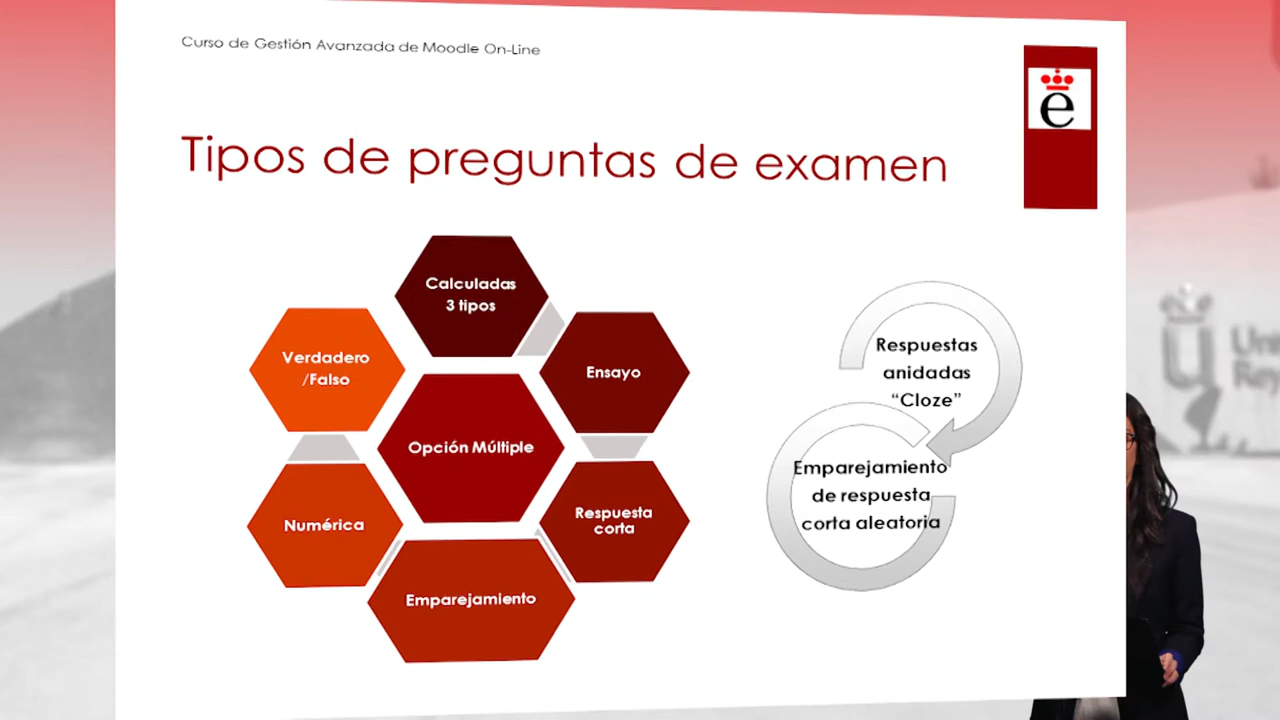 Curso de Gestión Avanzada de Moodle On-Line
e
Tipos de preguntas de examen
Calculadas
3 tipos
Verdadero
/Falso
Ensayo
Opción Múltiple
Numérica
Respuesta
corta
Emparejamiento
Respuestas
anidadas
“Cloze”
Emparejamiento
de respuesta
corta aleatoria